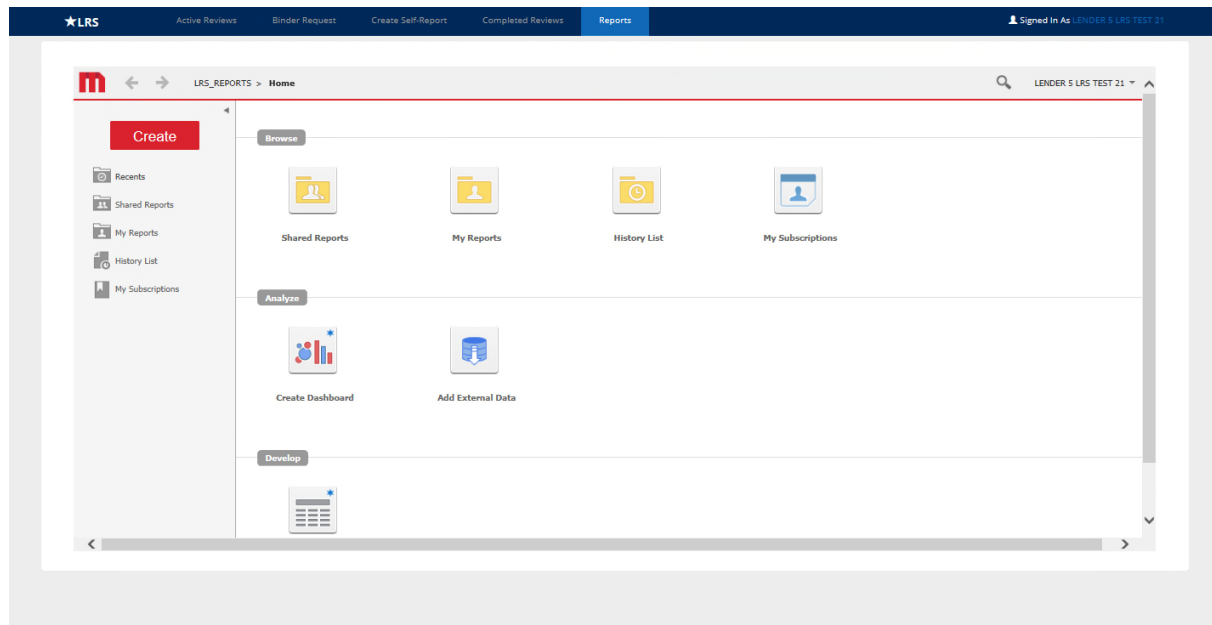 ★LRS Active Reviews Binder Request Create Self-Report Completed Reviews Reports Signed In As LENDER 5 LRS TEST 21
LRS_REPORTS > Home LENDER 5 LRS TEST 21
Create
Recents
Shared Reports
My Reports
History List
My Subscriptions
Browse
Shared Reports My Reports History List My Subscriptions
Analyze
Create Dashboard Add External Data
Develop